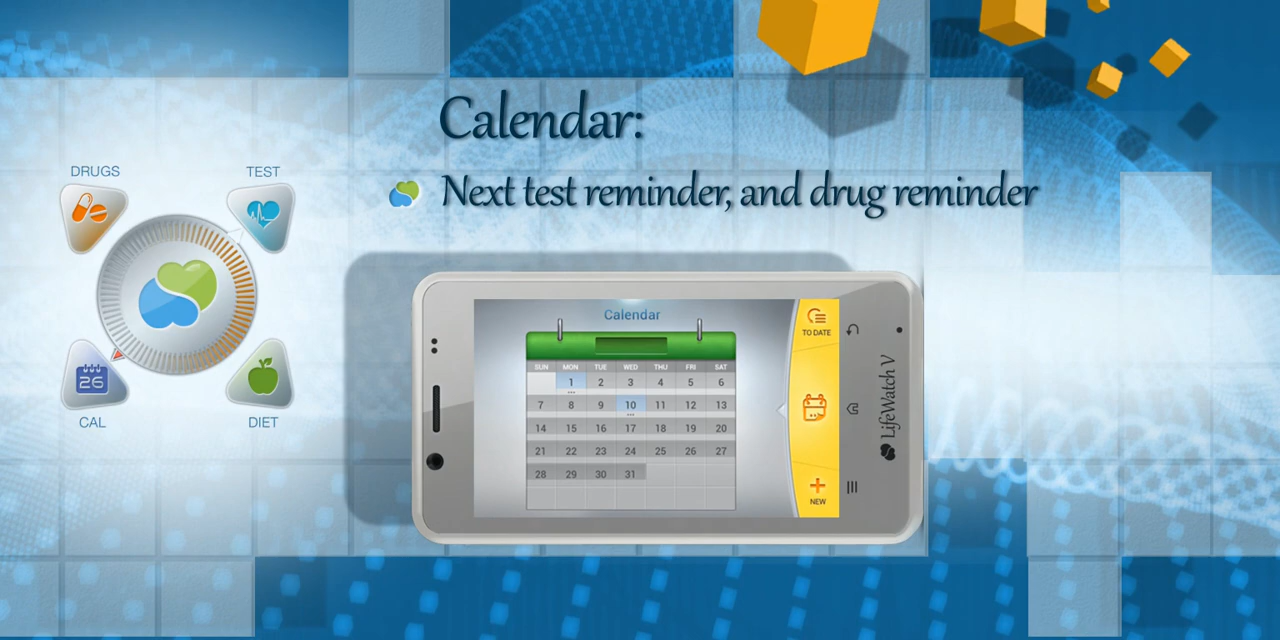 Calendar:
Next test reminder, and drug reminder
DRUGS
TEST
26
CAL
DIET
Calendar
SUN MON TUE WED THU FRI SAT
1 2 3 4 5 6
7 8 9 10 11 12 13
14 15 16 17 18 19 20
21 22 23 24 25 26 27
28 29 30 31
TO DATE
NEW
LifeWatch V